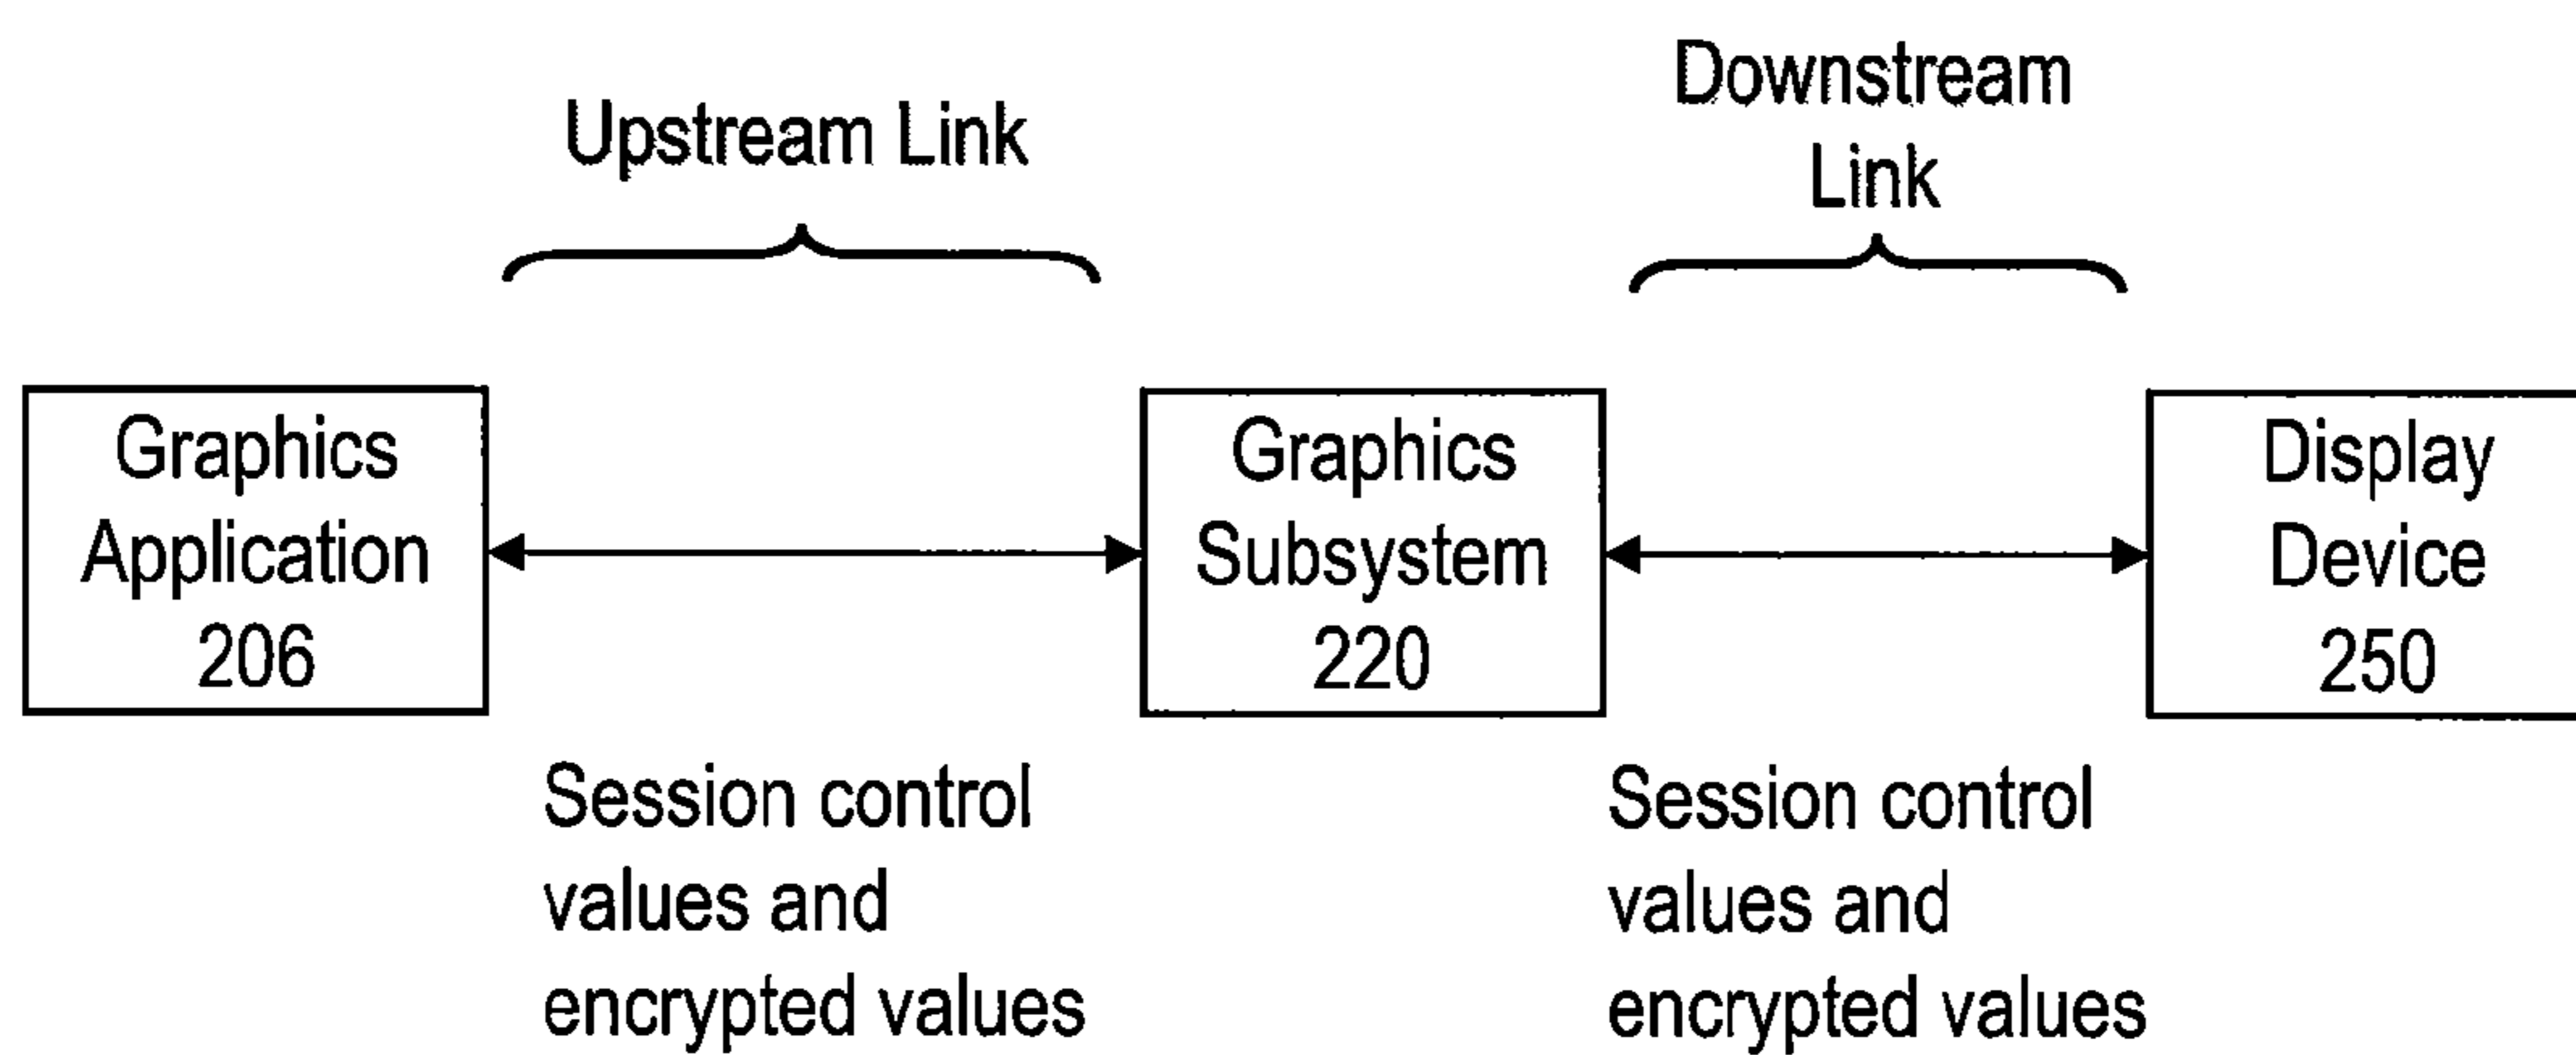 Upstream Link
Downstream
Link
Graphics
Application
206
Graphics
Subsystem
220
Display
Device
250
Session control
values and
encrypted values
Session control
values and
encrypted values